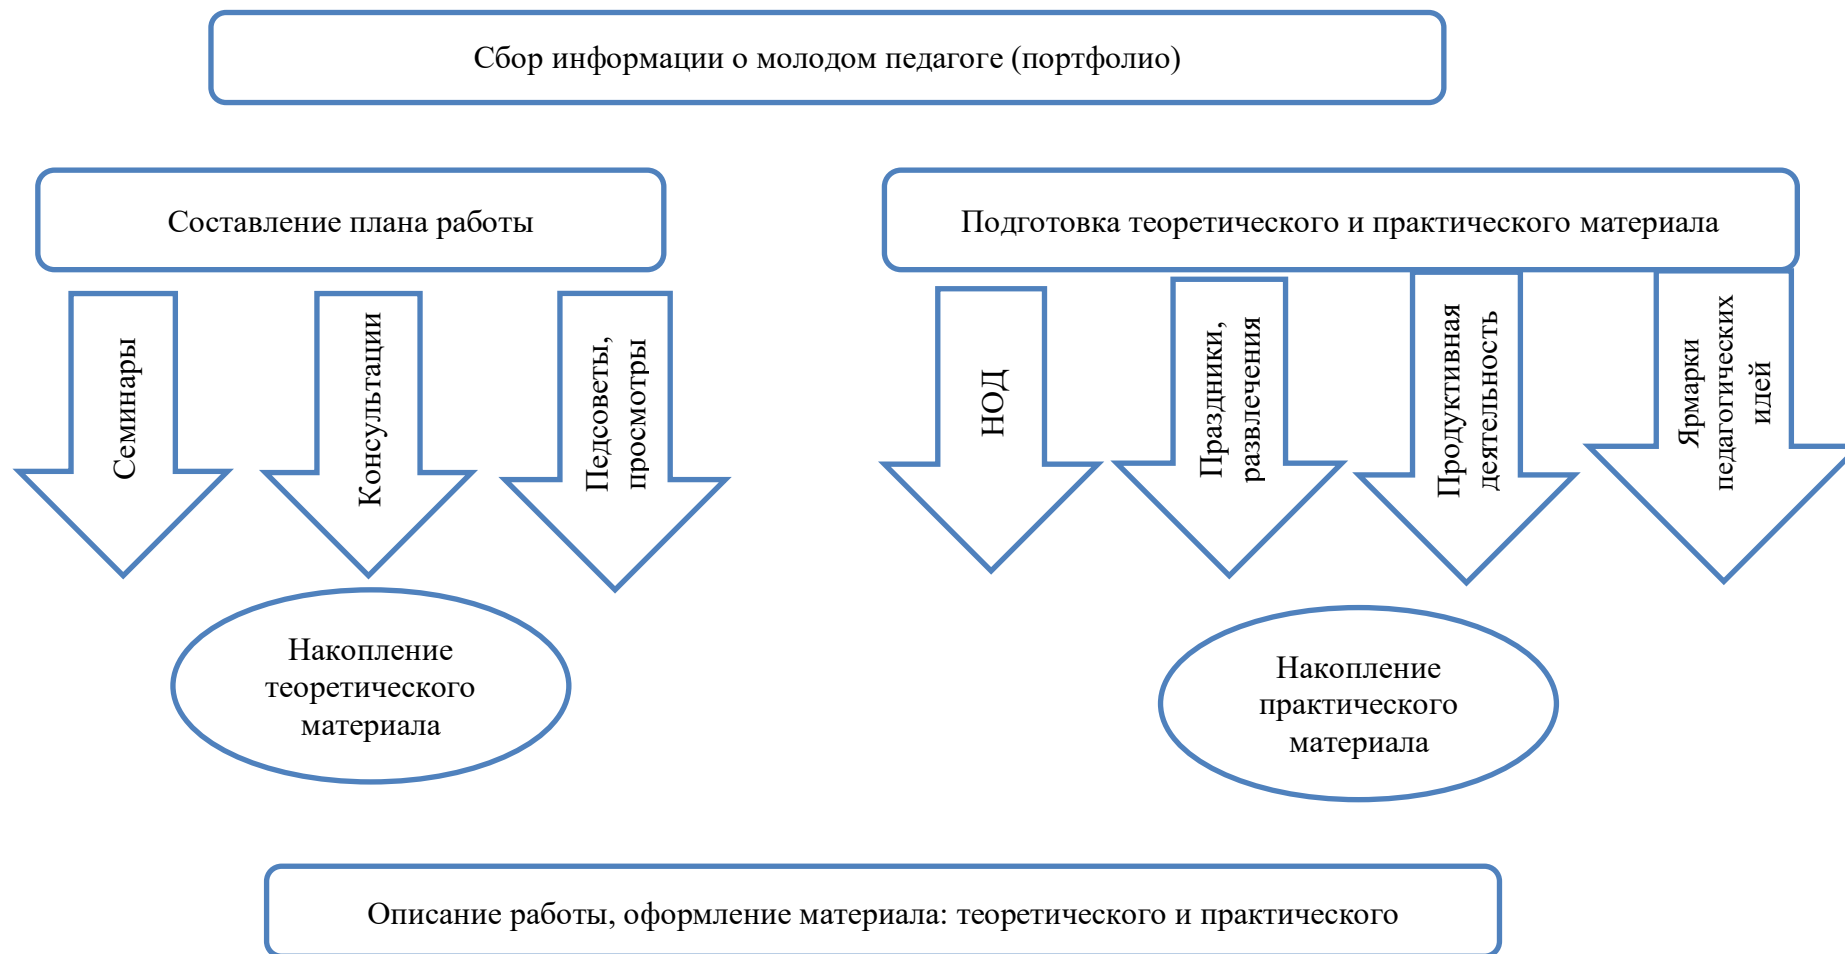 Сбор информации о молодом педагоге (портфолио)
Составление плана работы
Подготовка теоретического и практического материала
Семинары
Консультации
Педсоветы,
просмотры
НОД
Праздники,
развлечения
Продуктивная
деятельность
Ярмарки
педагогических
идей
Накопление
теоретического
материала
Накопление
практического
материала
Описание работы, оформление материала: теоретического и практического